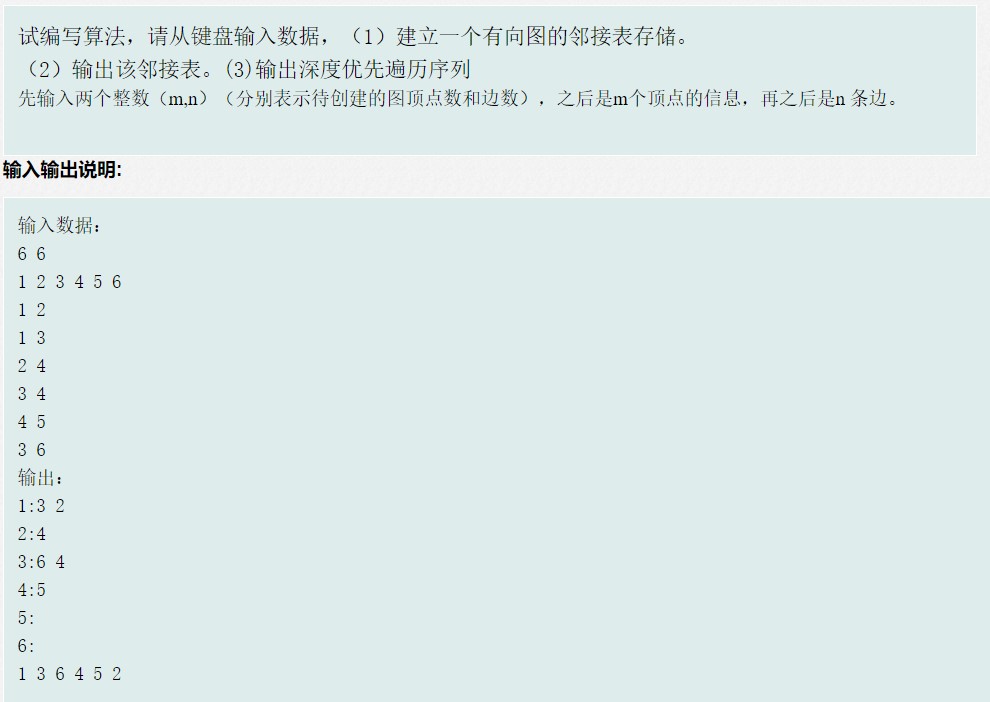 试编写算法，请从键盘输入数据，（1）建立一个有向图的邻接表存储。
（2）输出该邻接表。(3)输出深度优先遍历序列
先输入两个整数（m,n）（分别表示待创建的图顶点数和边数），之后是m个顶点的信息，再之后是n 条边。
输入输出说明:
输入数据：
6 6
1 2 3 4 5 6
1 2
1 3
2 4
3 4
4 5
3 6
输出：
1:3 2
2:4
3:6 4
4:5
5:
6:
1 3 6 4 5 2